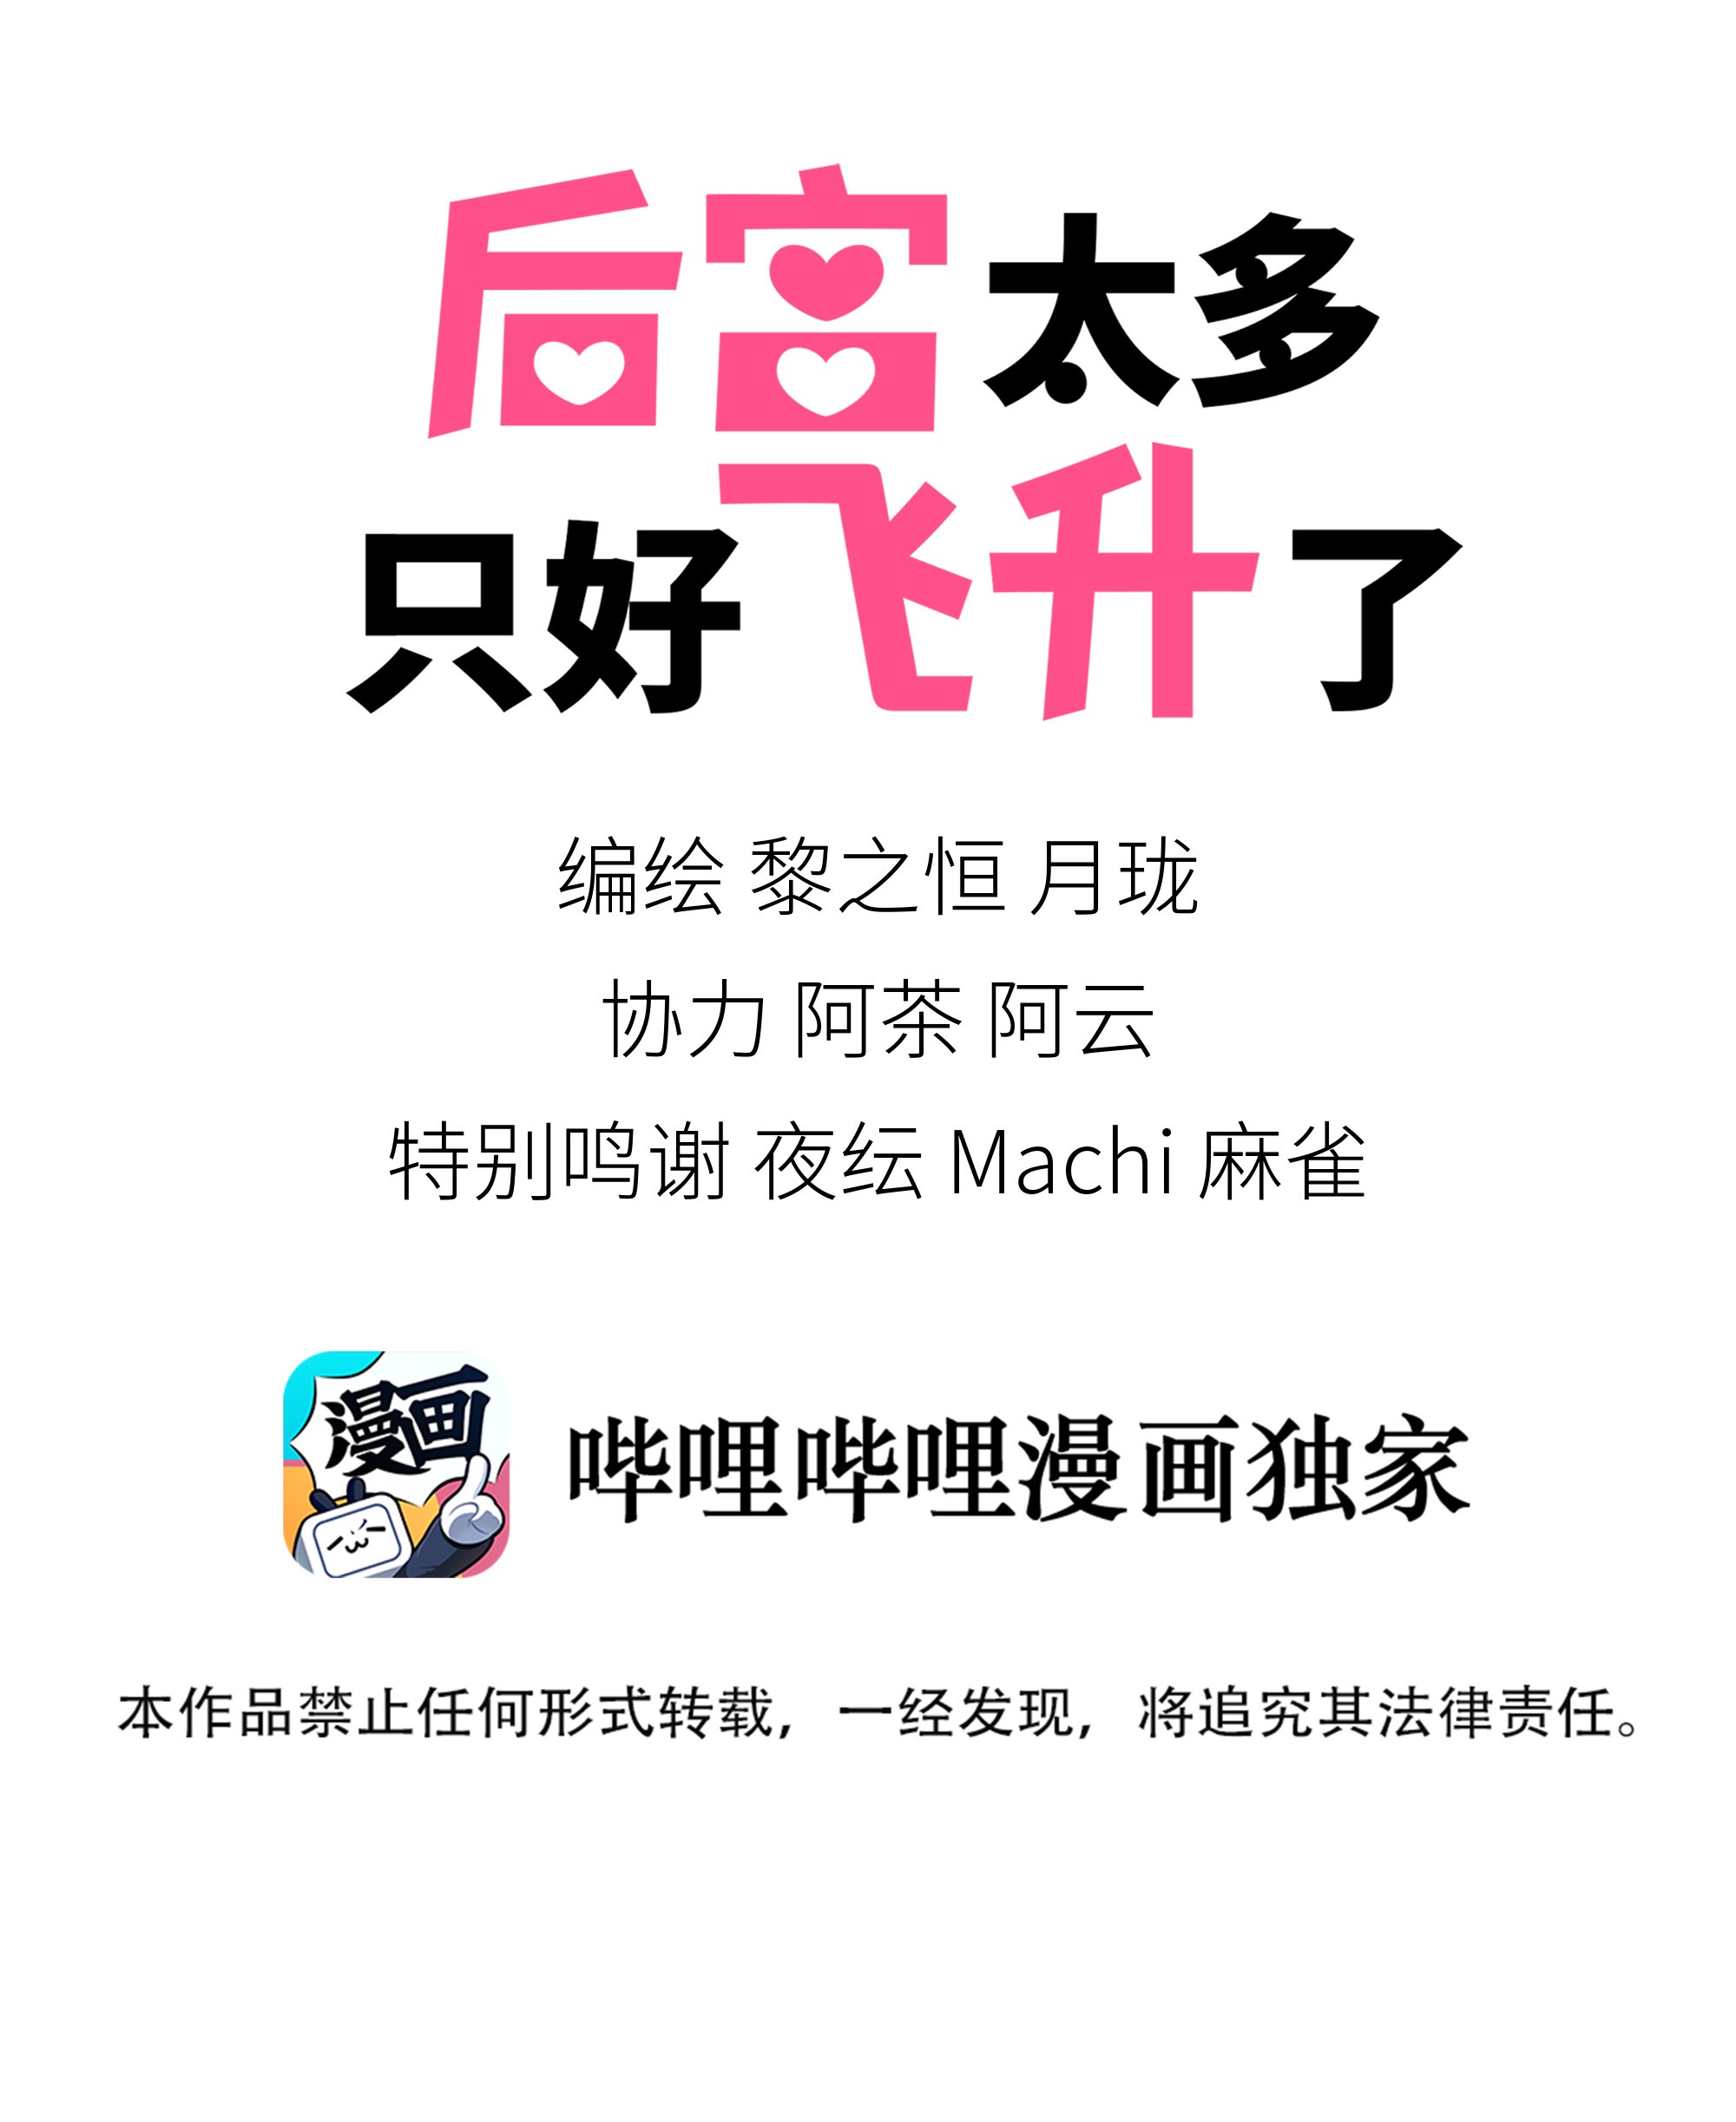 后宫太多
只好飞升了
编绘 黎之恒 月珑
协力 阿茶 阿云
特别鸣谢 夜纭 Machi 麻雀
漫画
哔哩哔哩漫画独家
本作品禁止任何形式转载，一经发现，将追究其法律责任。